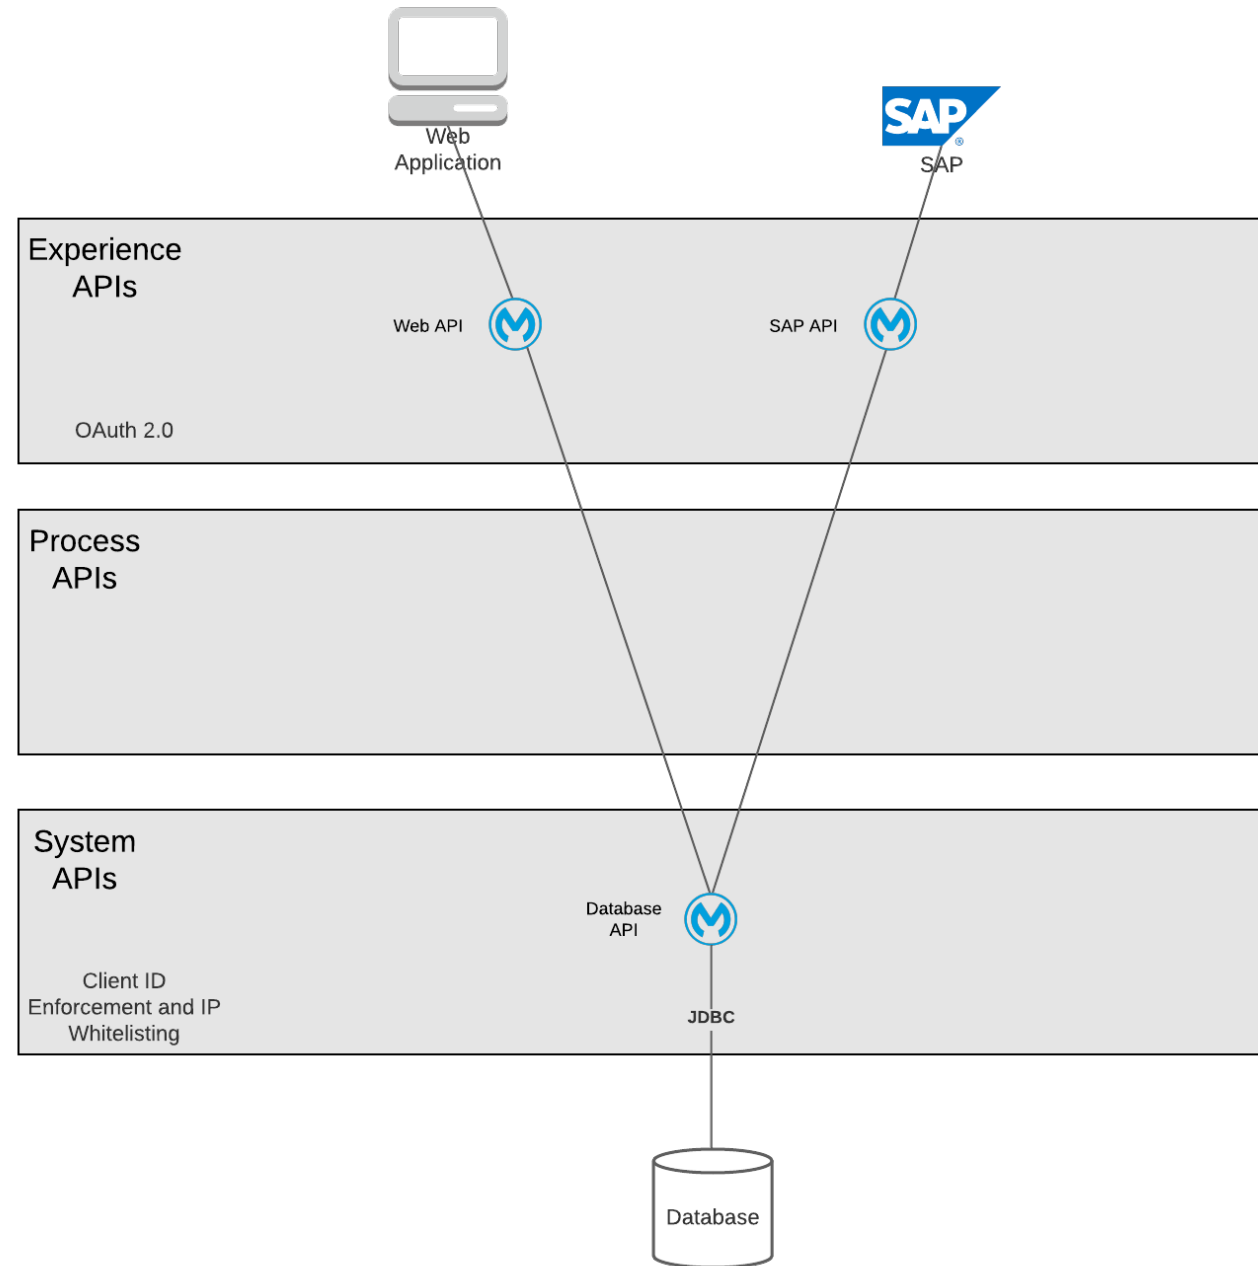 Web
Application
SAP
®
SAP
Experience
APIs
Web API
SAP API
OAuth 2.0
Process
APIs
System
APIs
Database
API
Client ID
Enforcement and IP
Whitelisting
JDBC
Database